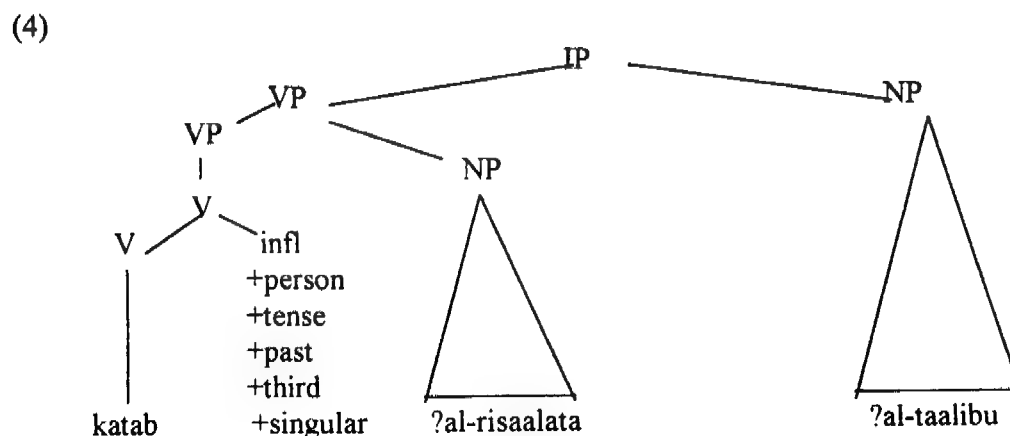 (4)
IP
VP NP
VP NP
V
V infl
+person
+tense
+past
+third
katab +singular ?al-risaalata ?al-taalibu